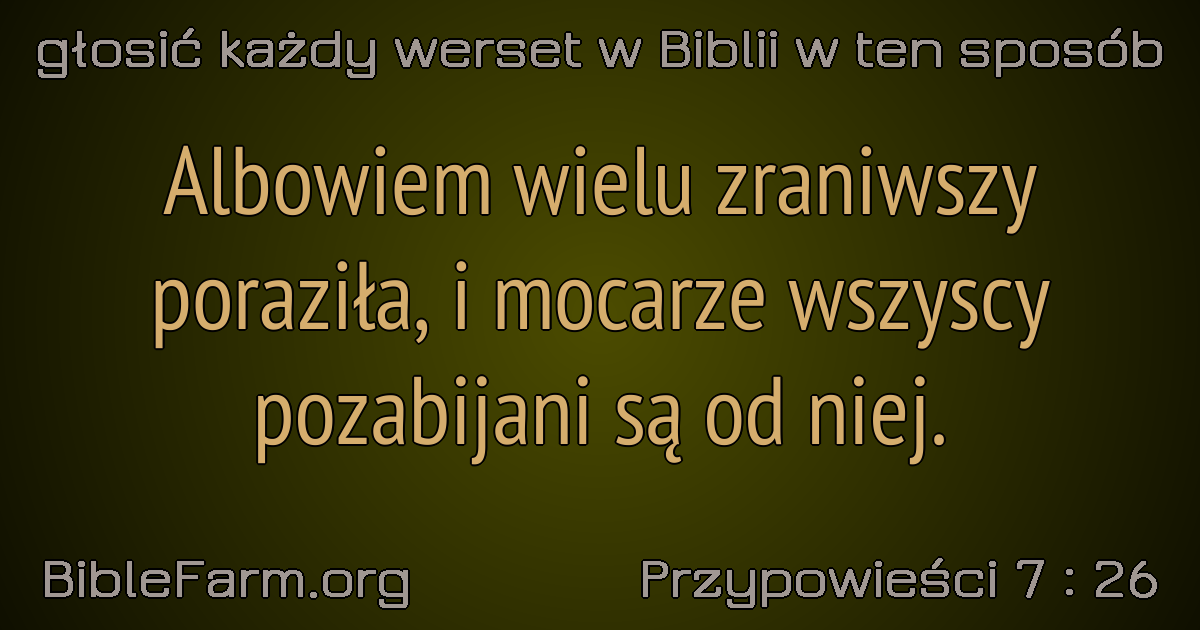 głosić każdy werset w Biblii w ten sposób
Albowiem wielu zraniwszy
poraziła, i mocarze wszyscy
pozabijani są od niej.
BibleFarm.org
Przypowieści 7 : 26